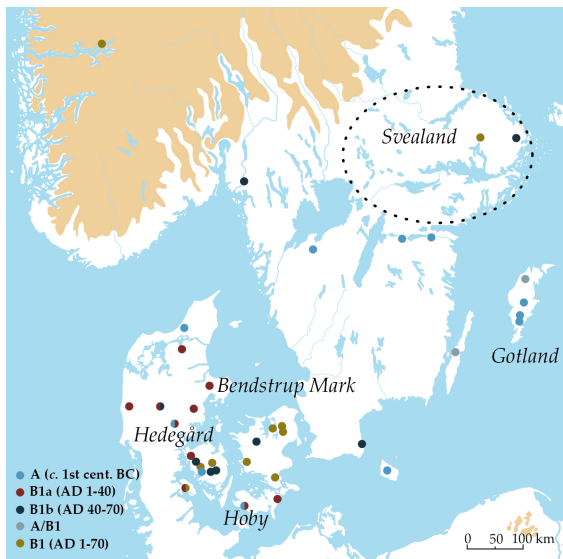 Svealand
Gotland
Bendstrup Mark
Hedegård
Hoby
A (c. 1st cent. BC)
B1a (AD 1-40)
B1b (AD 40-70)
A/B1
B1 (AD 1-70)
0 50 100 km